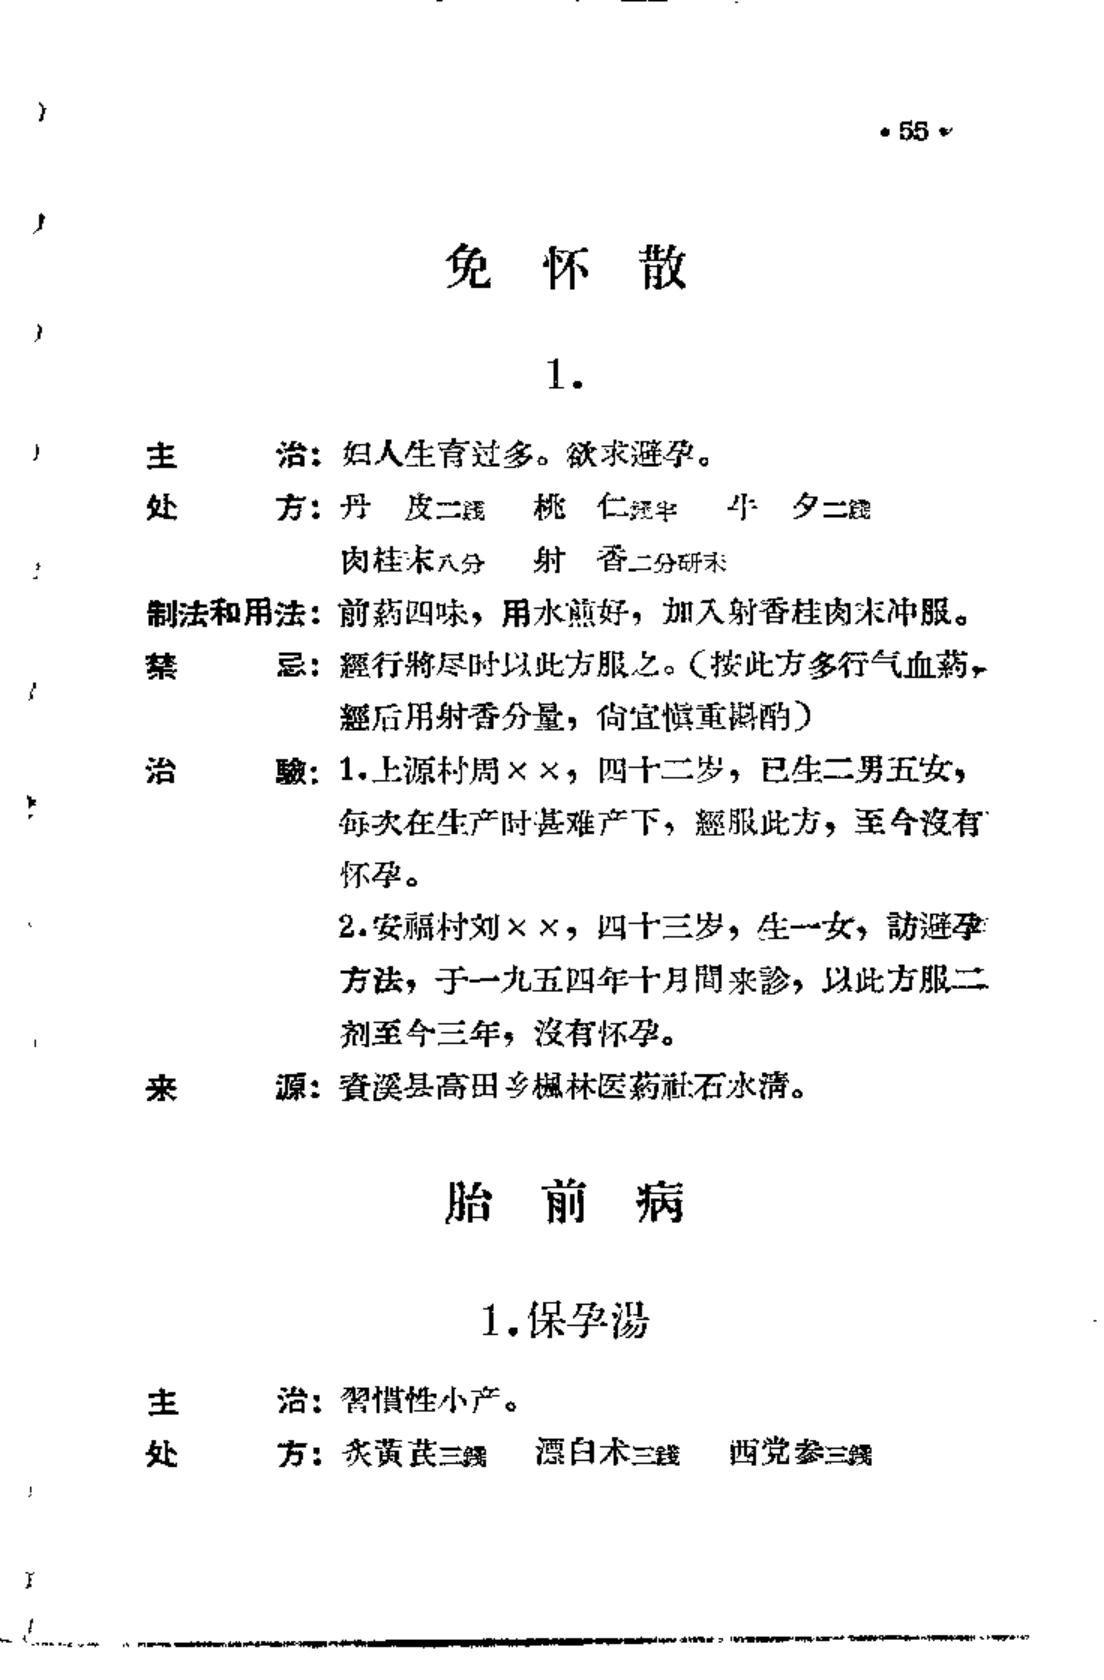 • 55 •
免 怀 散
1.
主 治：妇人生育过多。欲求避孕。
处 方：丹 皮二錢 桃 仁錢半 牛 夕二錢
肉桂末八分 射 香二分研末
制法和用法：前葯四味，用水煎好，加入射香桂肉末冲服。
禁 忌：經行將尽时以此方服之。（按此方多行气血葯，
經后用射香分量，尙宜愼重斟酌）
治 驗：1.上源村周××，四十二岁，已生二男五女，
每次在生产时甚难产下，經服此方，至今沒有
怀孕。
2.安福村刘××，四十三岁，生一女，訪避孕
方法，于一九五四年十月間来診，以此方服二
剂至今三年，沒有怀孕。
来 源：資溪县高田乡楓林医葯社石水清。
胎 前 病
1.保孕湯
主 治：習慣性小产。
处 方：炙黃芪三錢 漂白术三錢 西党参三錢